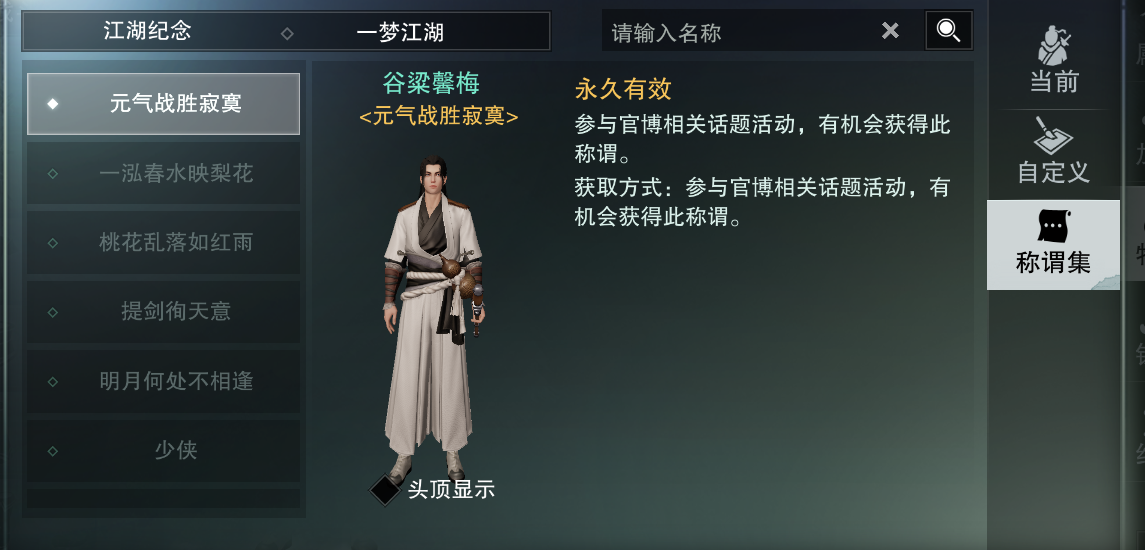 江湖纪念
一梦江湖
请输入名称
元气战胜寂寞
一泓春水映梨花
桃花乱落如红雨
提剑徇天意
明月何处不相逢
少侠
谷粱馨梅
<元气战胜寂寞>
头顶显示
永久有效
参与官博相关话题活动，有机会获得此
称谓。
获取方式：参与官博相关话题活动，有
机会获得此称谓。
当前
自定义
称谓集